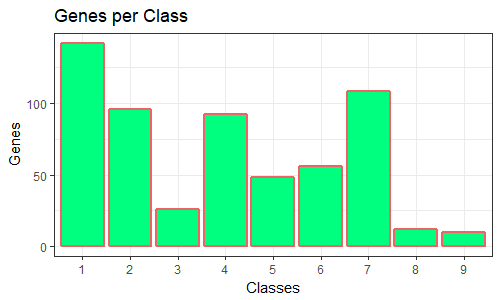 Genes per Class
Genes
100
50
0
1 2 3 4 5 6 7 8 9
Classes